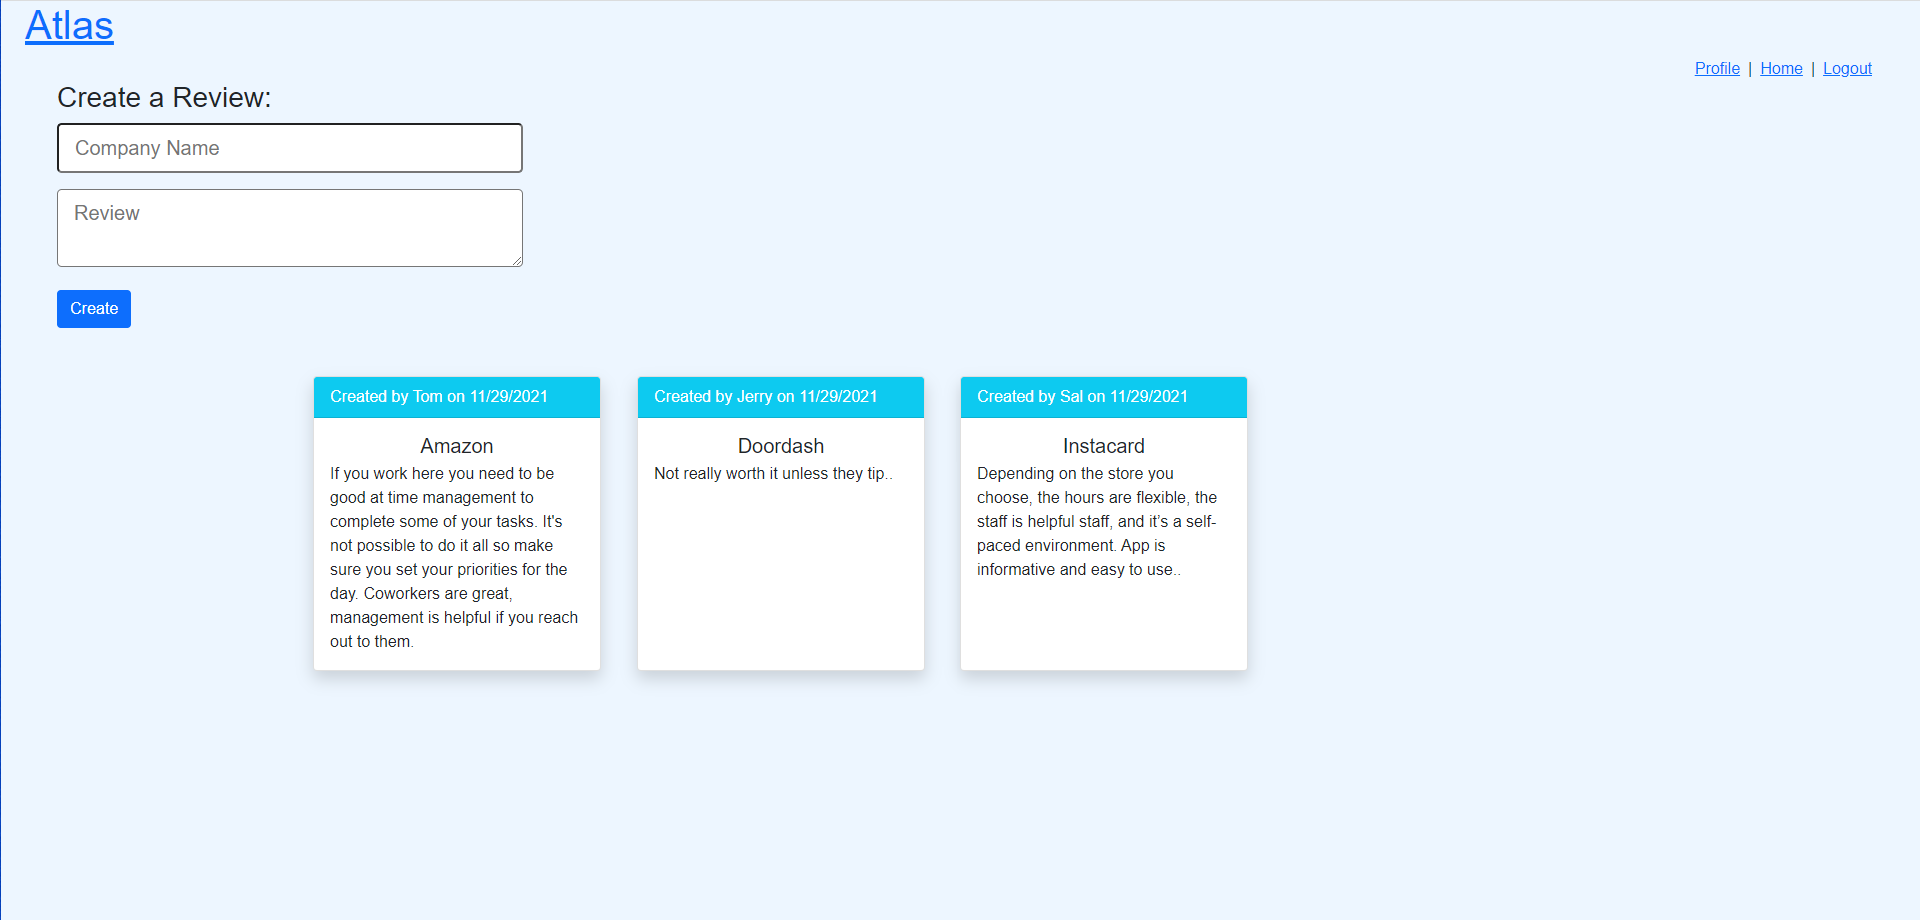 Atlas
Profile | Home | Logout
Create a Review:
Company Name
Review
Create
Created by Tom on 11/29/2021
Amazon
If you work here you need to be
good at time management to
complete some of your tasks. It's
not possible to do it all so make
sure you set your priorities for the
day. Coworkers are great,
management is helpful if you reach
out to them.
Created by Jerry on 11/29/2021
Doordash
Not really worth it unless they tip..
Created by Sal on 11/29/2021
Instacard
Depending on the store you
choose, the hours are flexible, the
staff is helpful staff, and it’s a self-
paced environment. App is
informative and easy to use..